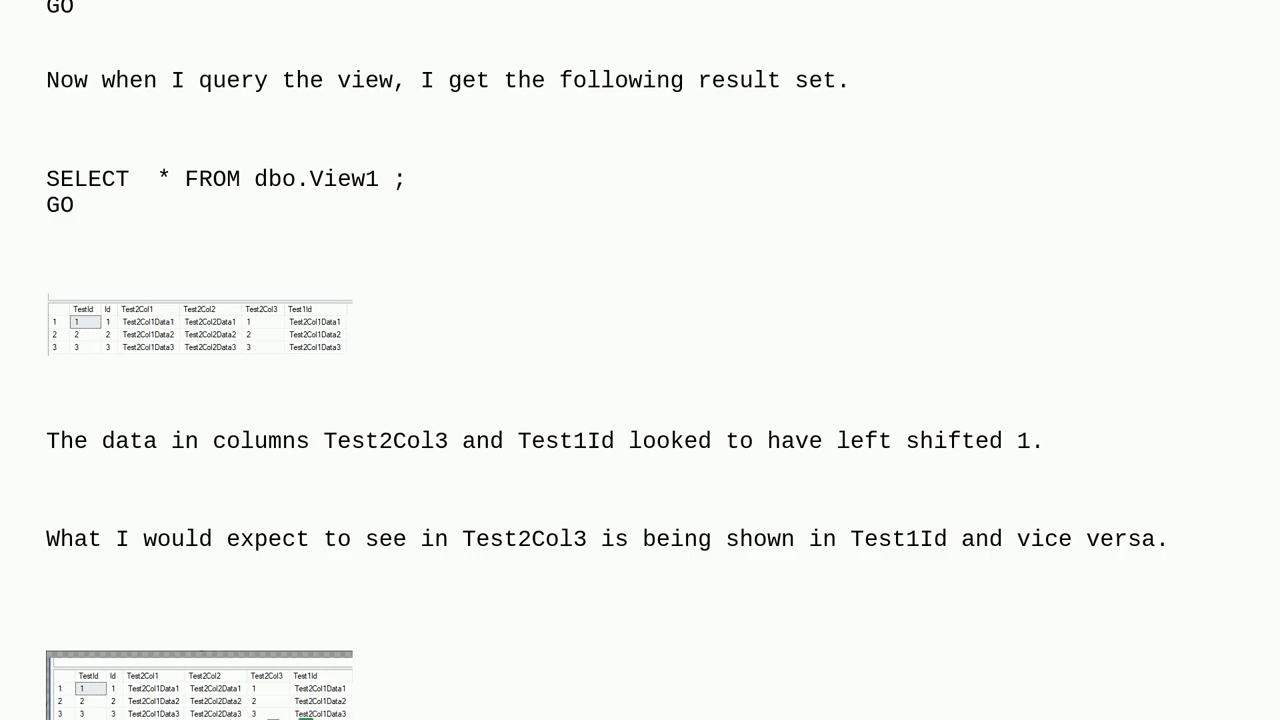 GO
Now when I query the view, I get the following result set.
SELECT  * FROM dbo.View1 ;
GO
TestId Id Test2Col1 Test2Col2 Test2Col3 Test1Id
1 1 1 Test2Col1Data1 Test2Col2Data1 1 Test2Col1Data1
2 2 2 Test2Col1Data2 Test2Col2Data2 2 Test2Col1Data2
3 3 3 Test2Col1Data3 Test2Col2Data3 3 Test2Col1Data3
The data in columns Test2Col3 and Test1Id looked to have left shifted 1.
What I would expect to see in Test2Col3 is being shown in Test1Id and vice versa.
TestId Id Test2Col1 Test2Col2 Test2Col3 Test1Id
1 1 1 Test2Col1Data1 Test2Col2Data1 1 Test2Col1Data1
2 2 2 Test2Col1Data2 Test2Col2Data2 2 Test2Col1Data2
3 3 3 Test2Col1Data3 Test2Col2Data3 3 Test2Col1Data3